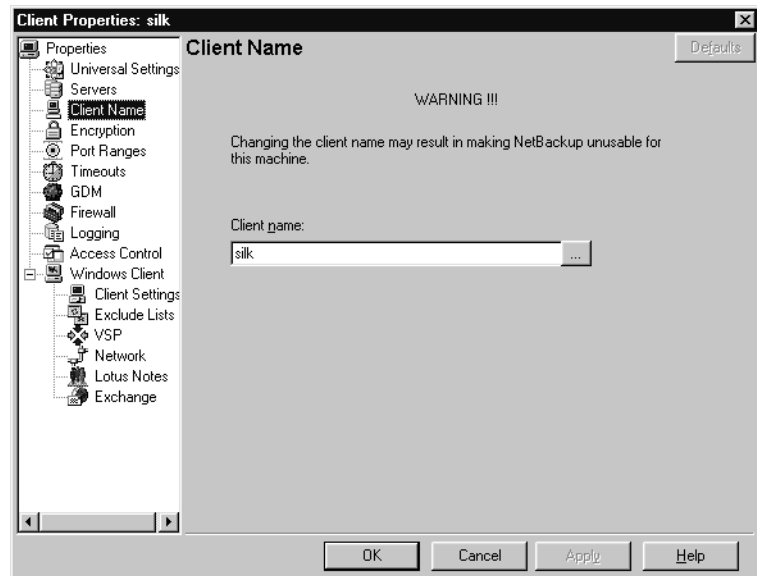 Client Properties: silk
Properties
Universal Settings
Servers
Client Name
Encryption
Port Ranges
Timeouts
GDM
Firewall
Logging
Access Control
Windows Client
Client Settings
Exclude Lists
VSP
Network
Lotus Notes
Exchange
Client Name
Defaults
WARNING !!!
Changing the client name may result in making NetBackup unusable for
this machine.
Client name:
silk
...
OK
Cancel
Apply
Help